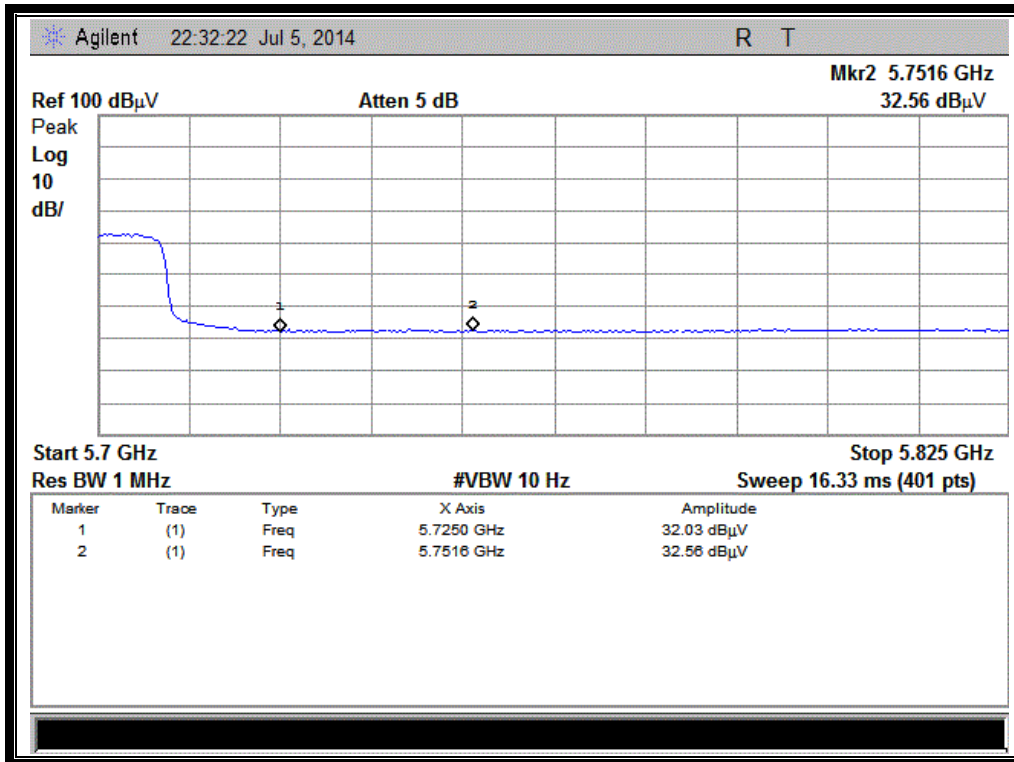 Agilent 22:32:22 Jul 5, 2014 R T
Mkr2 5.7516 GHz
Ref 100 dBµV Atten 5 dB 32.56 dBµV
Peak
Log
10
dB/
1 2
Start 5.7 GHz Stop 5.825 GHz
Res BW 1 MHz #VBW 10 Hz Sweep 16.33 ms (401 pts)
Marker Trace Type X Axis Amplitude
1 (1) Freq 5.7250 GHz 32.03 dBµV
2 (1) Freq 5.7516 GHz 32.56 dBµV